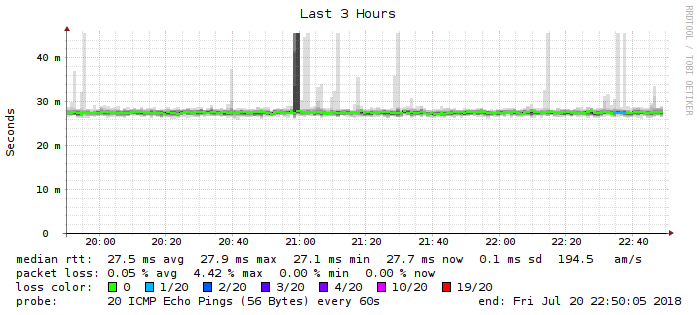 Last 3 Hours
RRDTOOL / TOBI OETIKER
Seconds
40 m
30 m
20 m
10 m
0
20:00 20:20 20:40 21:00 21:20 21:40 22:00 22:20 22:40
median rtt: 27.5 ms avg 27.9 ms max 27.1 ms min 27.7 ms now 0.1 ms sd 194.5 am/s
packet loss: 0.05 % avg 4.42 % max 0.00 % min 0.00 % now
loss color: 0 1/20 2/20 3/20 4/20 10/20 19/20
probe: 20 ICMP Echo Pings (56 Bytes) every 60s end: Fri Jul 20 22:50:05 2018